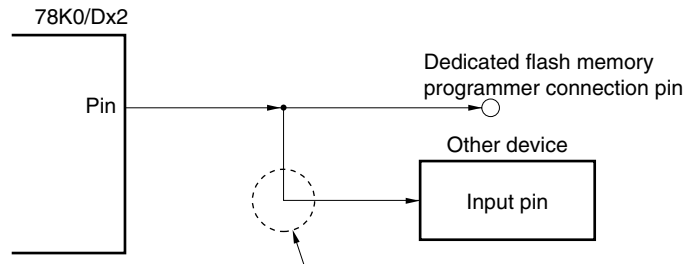 78K0/Dx2
Dedicated flash memory
programmer connection pin
Pin
Other device
Input pin